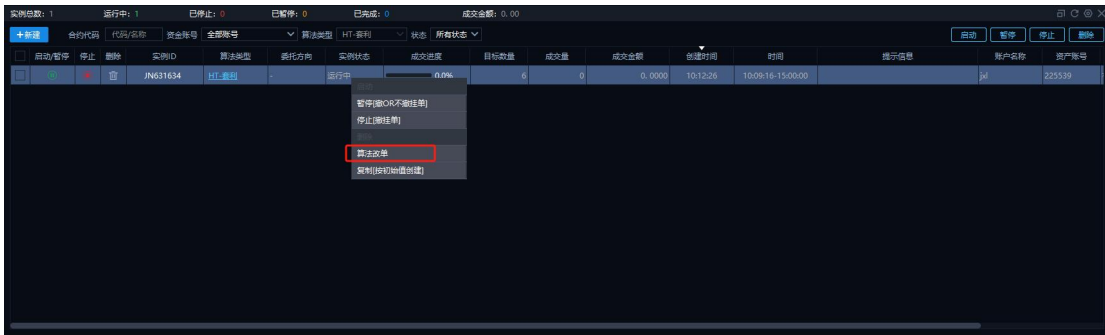 实例总数: 1 运行中: 1 已停止: 0 已暂停: 0 已完成: 0 成交金额: 0.00
+新建 合约代码 代码/名称 资金账号 全部账号 算法类型 HT-套利 状态 所有状态 启动 暂停 停止 删除
启动/暂停 停止 删除 实例ID 算法类型 委托方向 实例状态 成交进度 目标数量 成交量 成交金额 创建时间 时间 提示信息 账户名称 资产账号
JN631634 HT-套利 - 运行中 0.0% 6 0 0.0000 10:12:26 10:09:16-15:00:00 jxl 225539
启动
暂停[撤OR不撤挂单]
停止[撤挂单]
删除
算法改单
复制[按初始值创建]